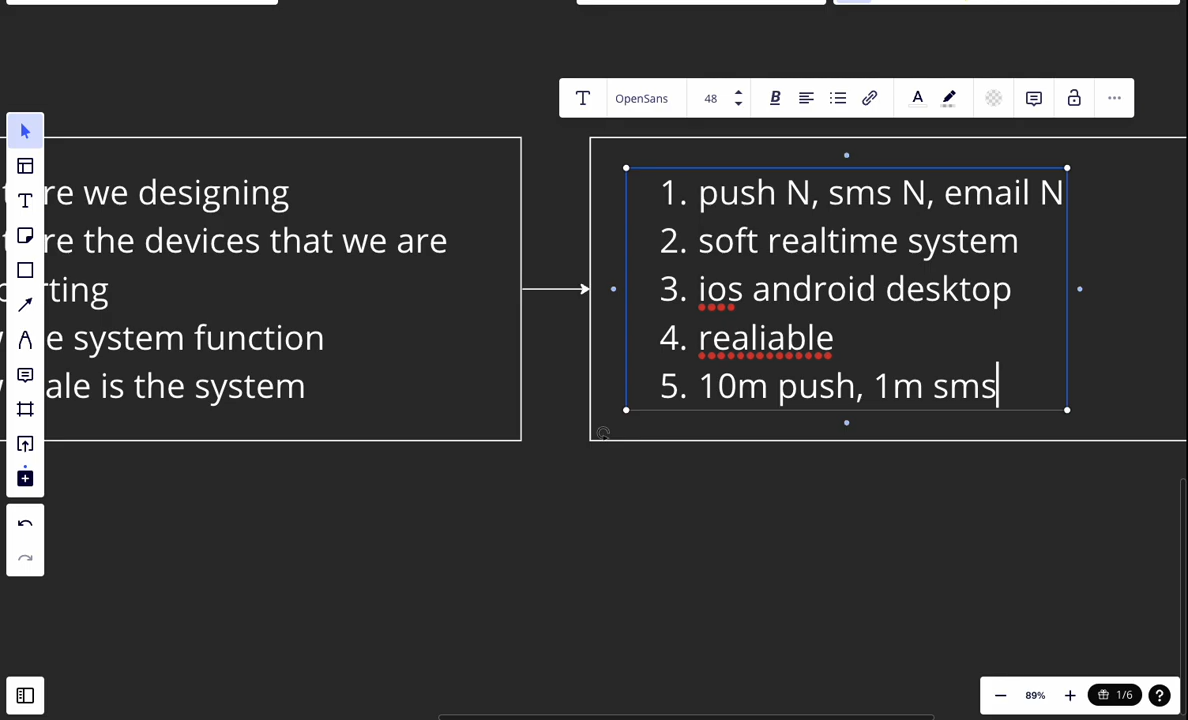 OpenSans
48
B
A
re we designing
re the devices that we are
rting
e system function
ale is the system
1. push N, sms N, email N
2. soft realtime system
3. ios android desktop
4. realiable
5. 10m push, 1m sms
89%
1/6
?